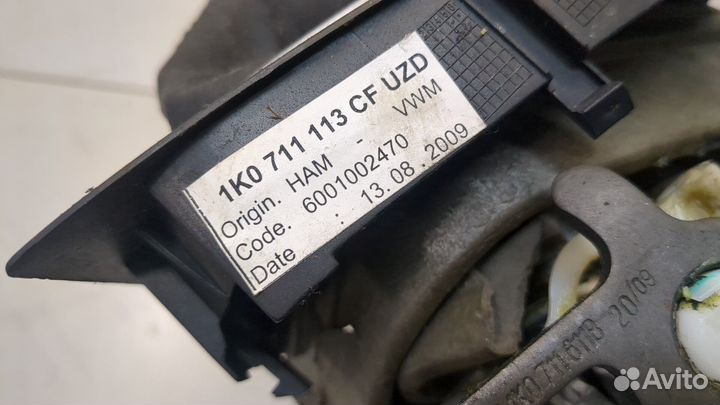 1K0 711 113 CF UZD
Origin. HAM - VWM
Code. 6001002470
Date : 13.08.2009
20/09
Avito